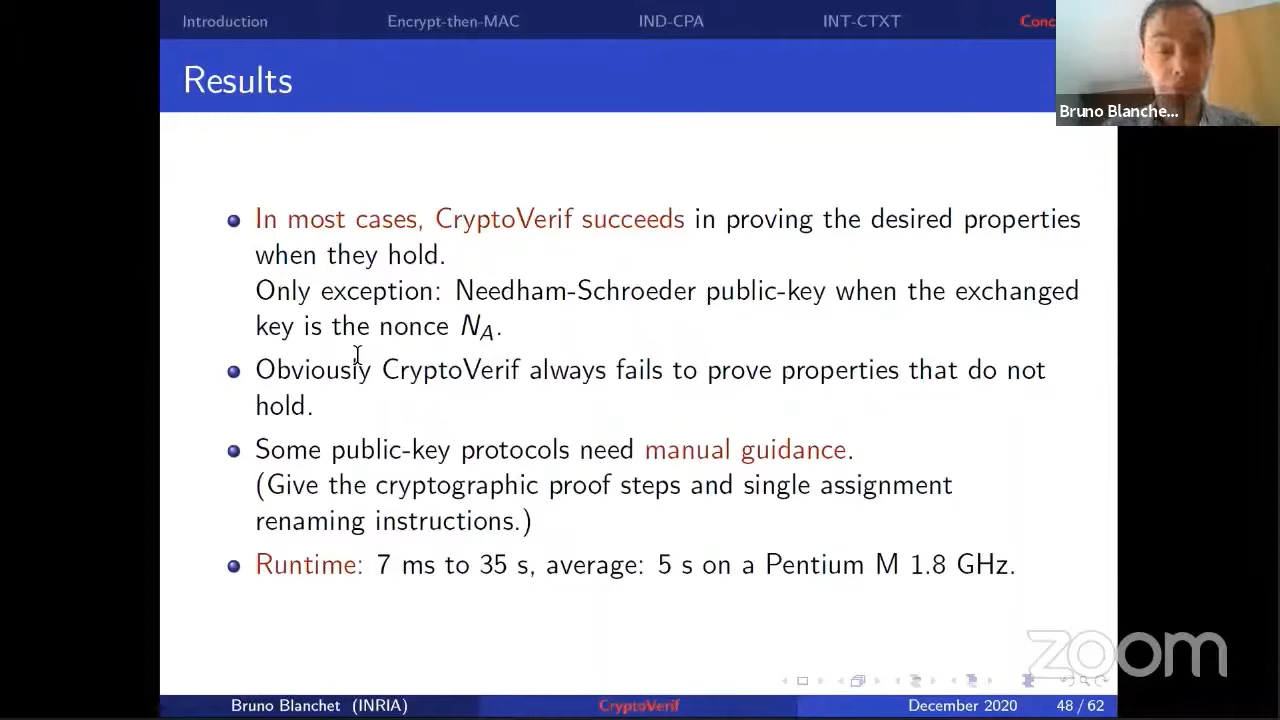 Introduction
Encrypt-then-MAC
IND-CPA
INT-CTXT
Conc
Results
Bruno Blanche...
In most cases, CryptoVerif succeeds in proving the desired properties
when they hold.
Only exception: Needham-Schroeder public-key when the exchanged
key is the nonce N_A.
Obviously CryptoVerif always fails to prove properties that do not
hold.
Some public-key protocols need manual guidance.
(Give the cryptographic proof steps and single assignment
renaming instructions.)
Runtime: 7 ms to 35 s, average: 5 s on a Pentium M 1.8 GHz.
zoom
Bruno Blanchet (INRIA)
CryptoVerif
December 2020
48 / 62